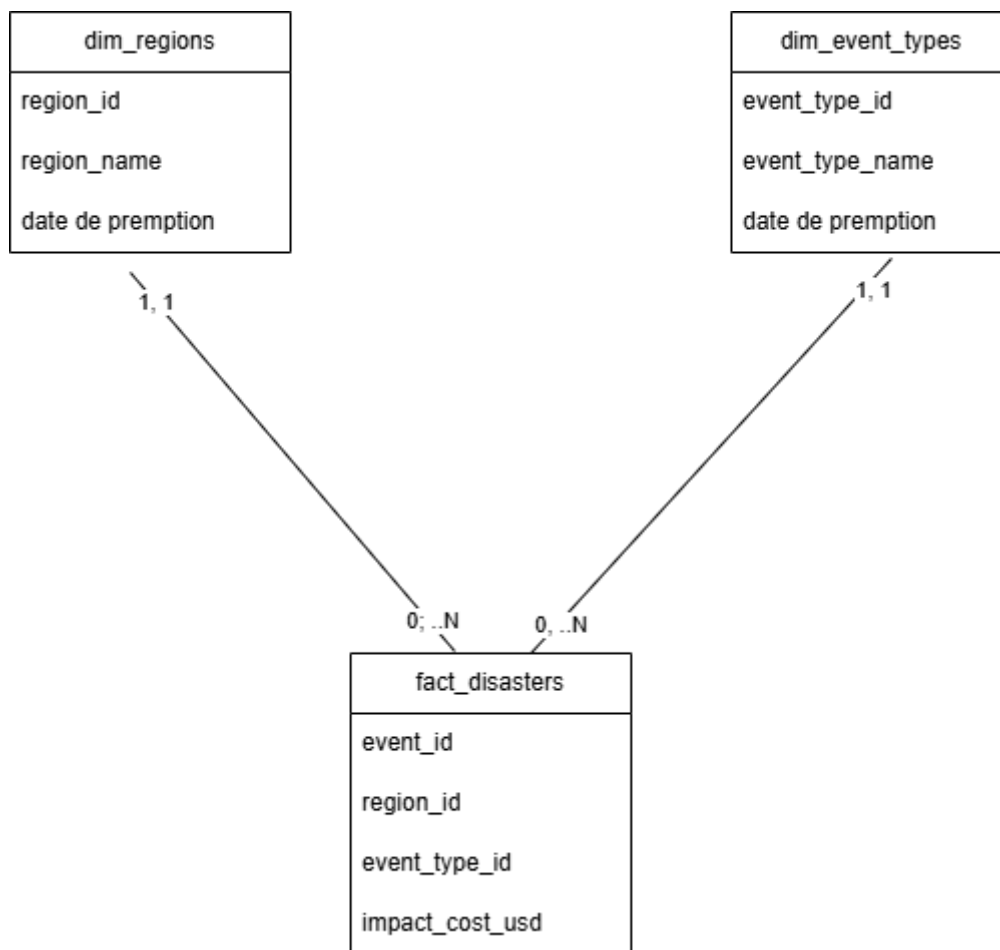 dim_regions
region_id
region_name
date de premption
dim_event_types
event_type_id
event_type_name
date de premption
1, 1
1, 1
0; ..N
0, ..N
fact_disasters
event_id
region_id
event_type_id
impact_cost_usd